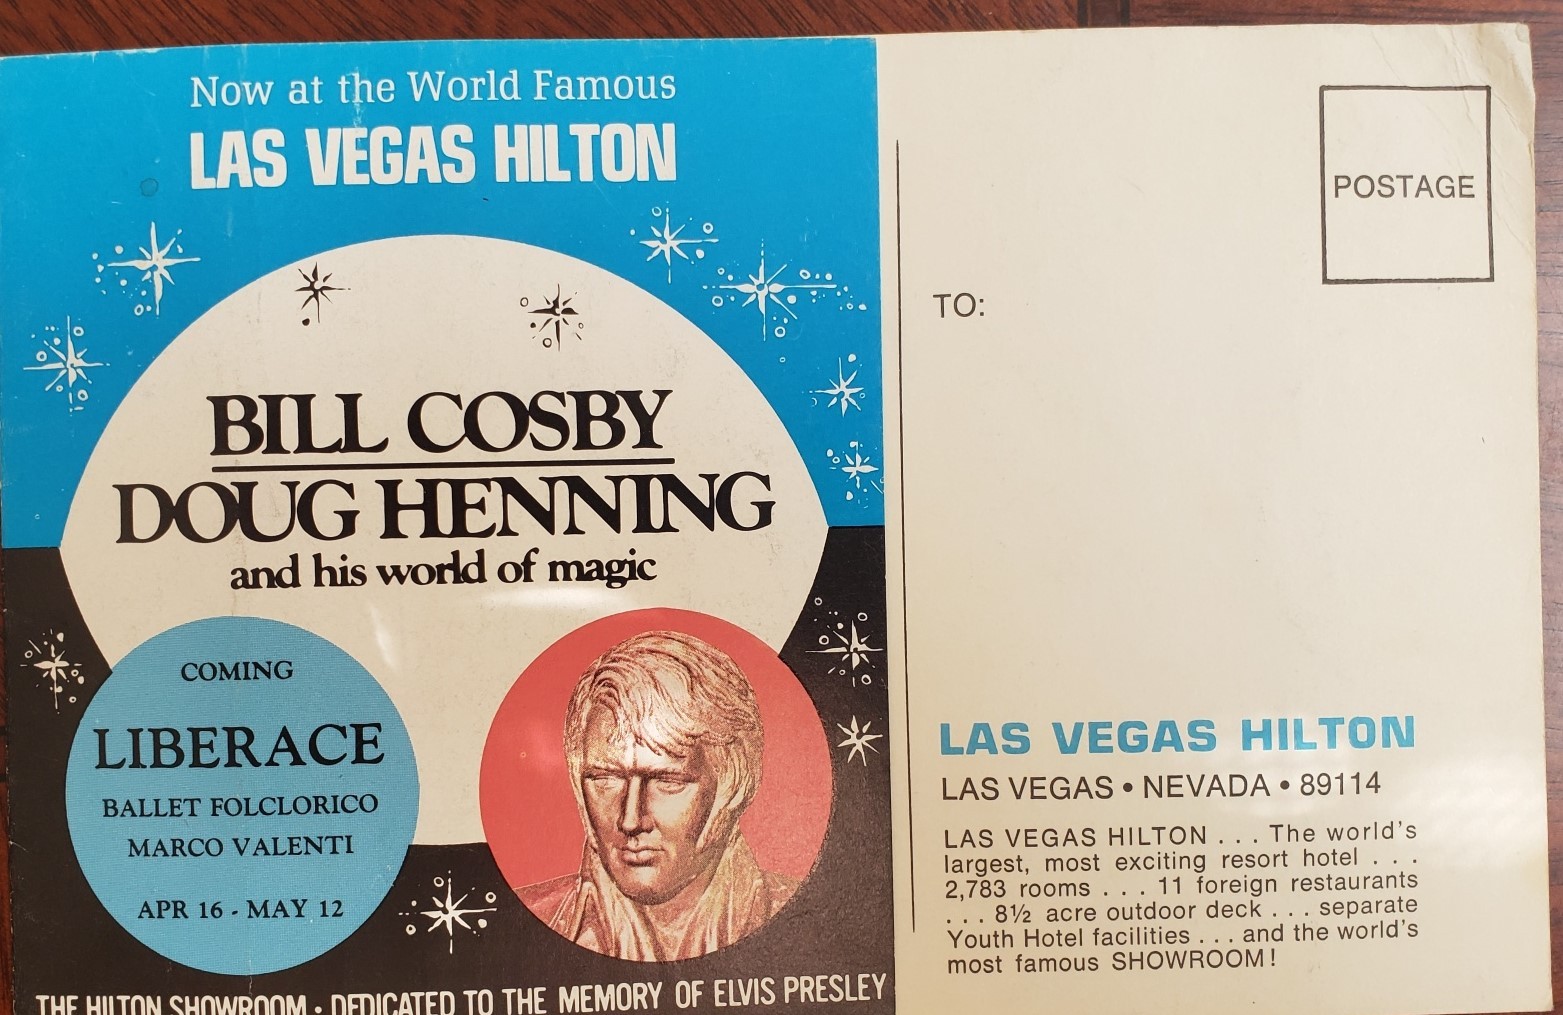 Now at the World Famous
LAS VEGAS HILTON
BILL COSBY
DOUG HENNING
and his world of magic
COMING
LIBERACE
BALLET FOLCLORICO
MARCO VALENTI
APR 16 - MAY 12
THE HILTON SHOWROOM • DEDICATED TO THE MEMORY OF ELVIS PRESLEY
POSTAGE
TO:
LAS VEGAS HILTON
LAS VEGAS • NEVADA • 89114
LAS VEGAS HILTON . . . The world's
largest, most exciting resort hotel . . .
2,783 rooms . . . 11 foreign restaurants
. . . 8½ acre outdoor deck . . . separate
Youth Hotel facilities . . . and the world's
most famous SHOWROOM!